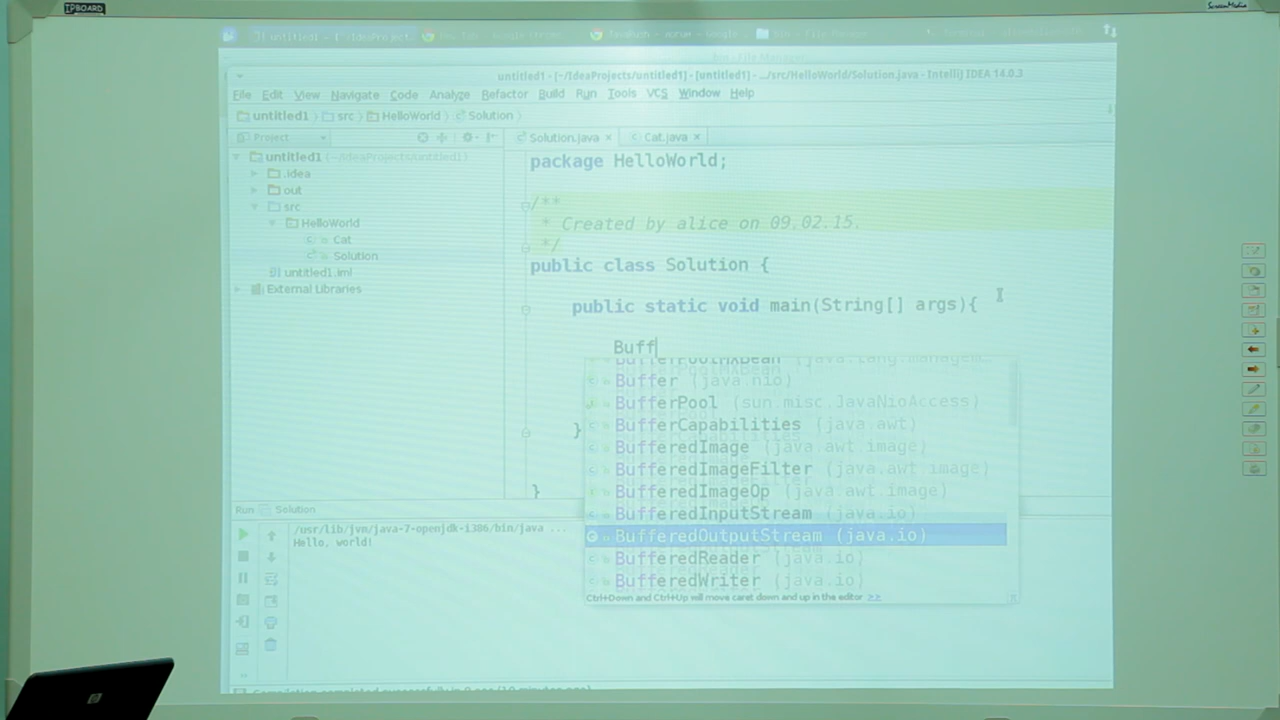 IPBOARD
ScreenMedia
untitled1 - [~/IdeaProjects/untitled1] - [untitled1] - .../src/HelloWorld/Solution.java - IntelliJ IDEA 14.0.3
File Edit View Navigate Code Analyze Refactor Build Run Tools VCS Window Help
untitled1 src HelloWorld Solution
Project
Solution.java Cat.java
untitled1 (~/IdeaProjects/untitled1)
.idea
out
src
HelloWorld
Cat
Solution
untitled1.iml
External Libraries
package HelloWorld;
/**
* Created by alice on 09.02.15.
*/
public class Solution {
public static void main(String[] args){
Buff
BufferPoolMXBean (java.lang.managem
Buffer (java.nio)
BufferPool (sun.misc.JavaNioAccess)
BufferCapabilities (java.awt)
BufferedImage (java.awt.image)
BufferedImageFilter (java.awt.image)
BufferedImageOp (java.awt.image)
BufferedInputStream (java.io)
BufferedOutputStream (java.io)
BufferedReader (java.io)
BufferedWriter (java.io)
Ctrl+Down and Ctrl+Up will move caret down and up in the editor >>
}
}
Run Solution
/usr/lib/jvm/java-7-openjdk-i386/bin/java ...
Hello, world!
hp